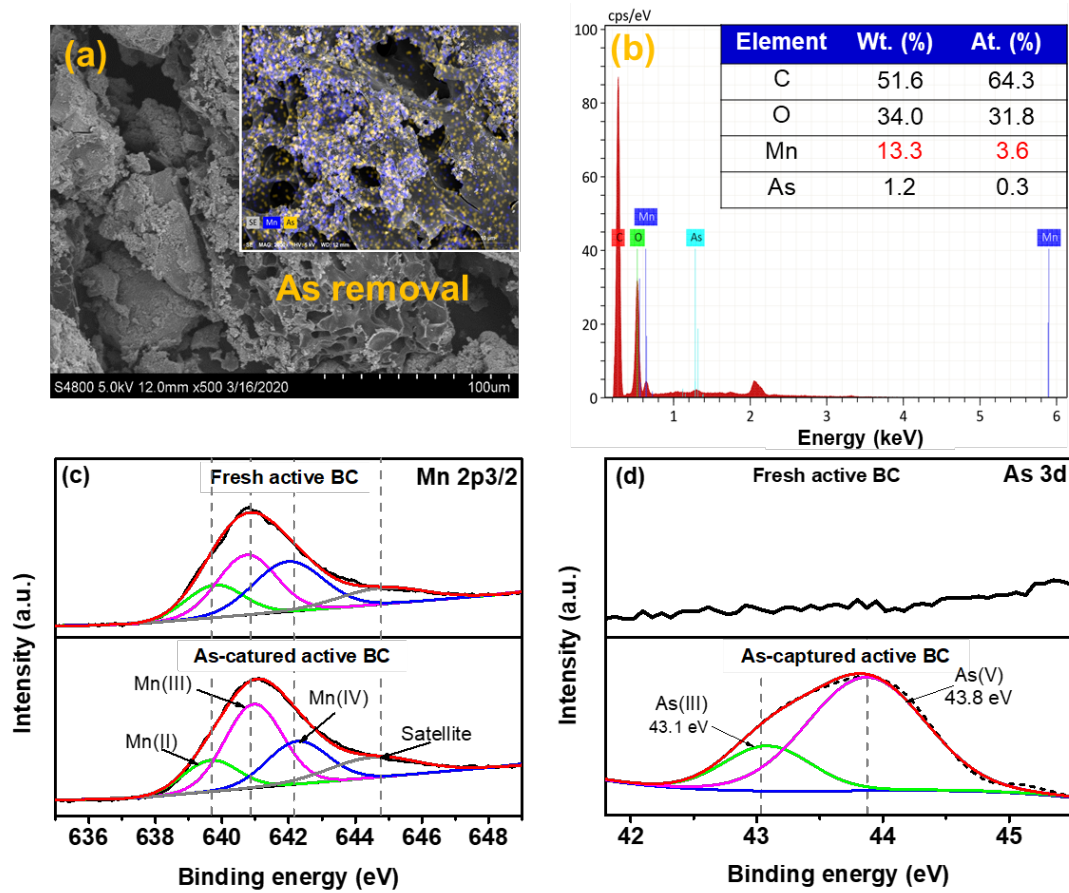 (a)
SE Mn As
As removal
S4800 5.0kV 12.0mm x500 3/16/2020 100um
(b)
cps/eV
Element Wt. (%) At. (%)
C 51.6 64.3
O 34.0 31.8
Mn 13.3 3.6
As 1.2 0.3
100
80
60
40
20
0
C O Mn As Mn
1 2 3 4 5 6
Energy (keV)
(c)
Fresh active BC
Mn 2p3/2
As-catured active BC
Mn(III)
Mn(IV)
Mn(II)
Satellite
Intensity (a.u.)
636 638 640 642 644 646 648
Binding energy (eV)
(d)
Fresh active BC
As 3d
As-captured active BC
As(V)
43.8 eV
As(III)
43.1 eV
Intensity (a.u.)
42 43 44 45
Binding energy (eV)